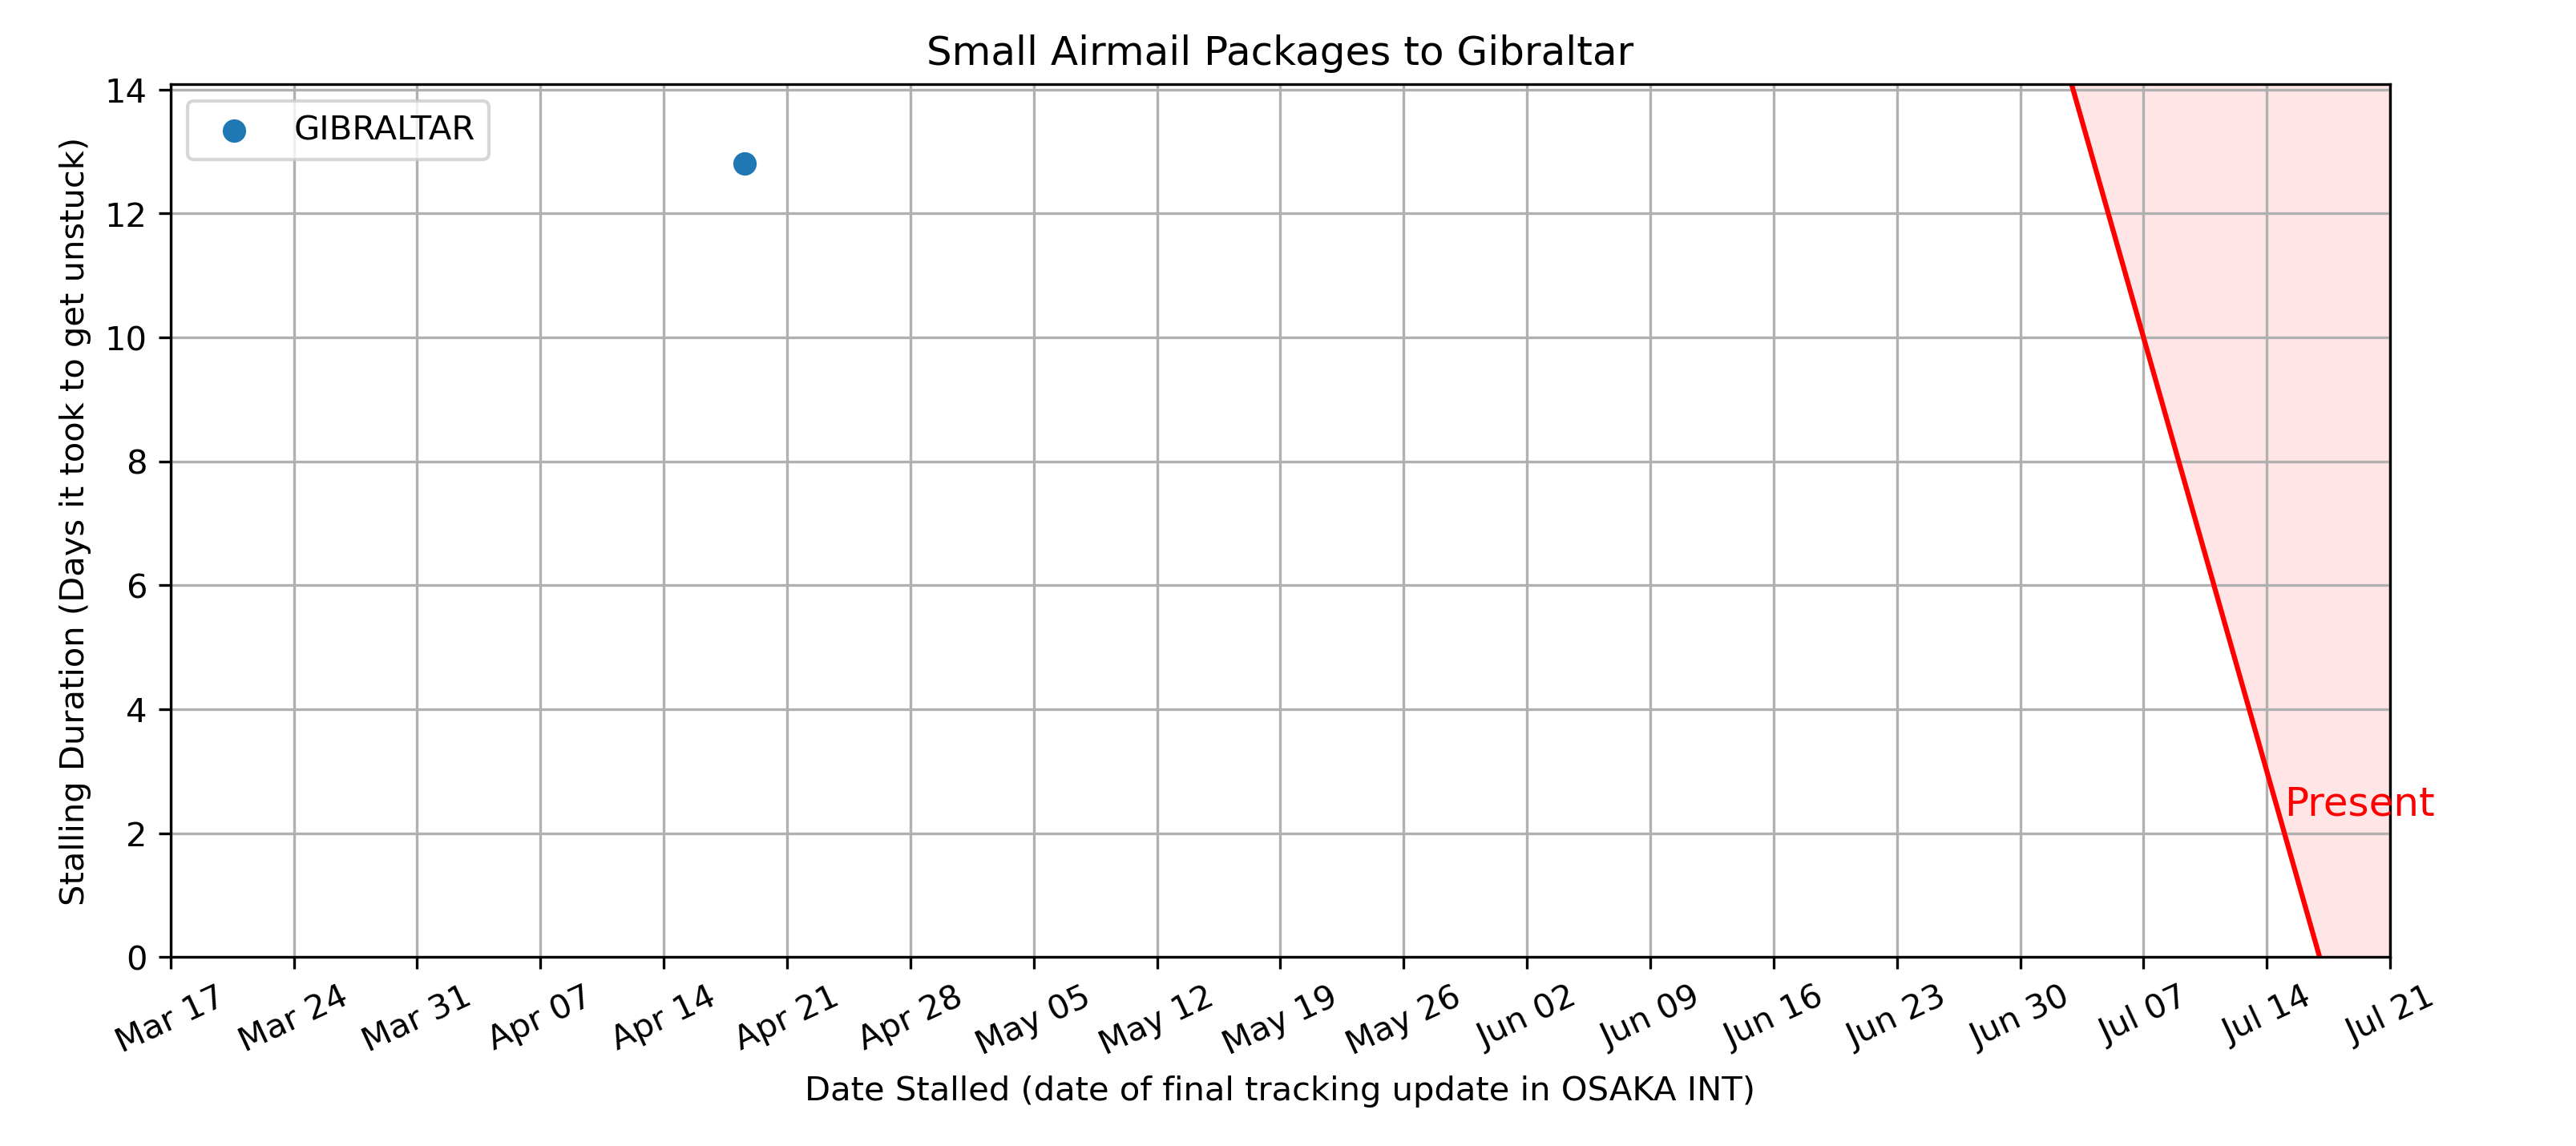 Small Airmail Packages to Gibraltar
GIBRALTAR
Stalling Duration (Days it took to get unstuck)
14
12
10
8
6
4
2
0
Present
Mar 17
Mar 24
Mar 31
Apr 07
Apr 14
Apr 21
Apr 28
May 05
May 12
May 19
May 26
Jun 02
Jun 09
Jun 16
Jun 23
Jun 30
Jul 07
Jul 14
Jul 21
Date Stalled (date of final tracking update in OSAKA INT)